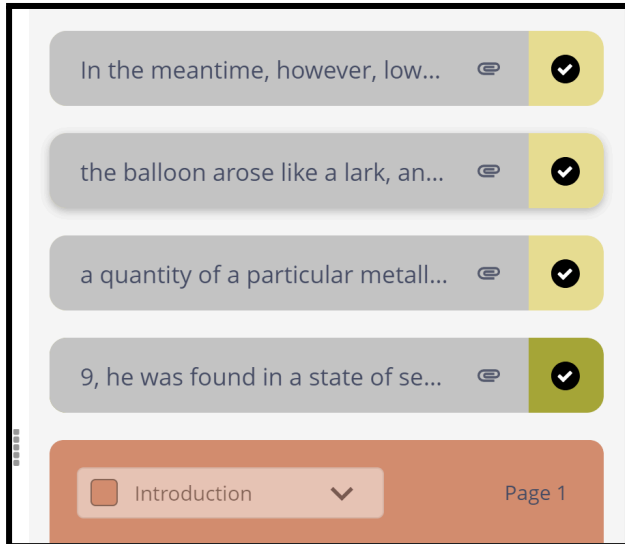 In the meantime, however, low...
the balloon arose like a lark, an...
a quantity of a particular metall...
9, he was found in a state of se...
Introduction
Page 1